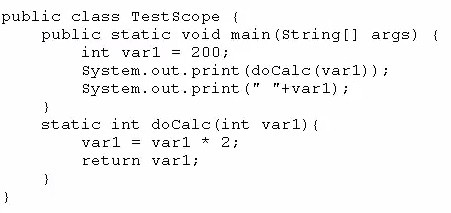 public class TestScope {
    public static void main(String[] args) {
        int var1 = 200;
        System.out.print(doCalc(var1));
        System.out.print(" "+var1);
    }
    static int doCalc(int var1){
        var1 = var1 * 2;
        return var1;
    }
}